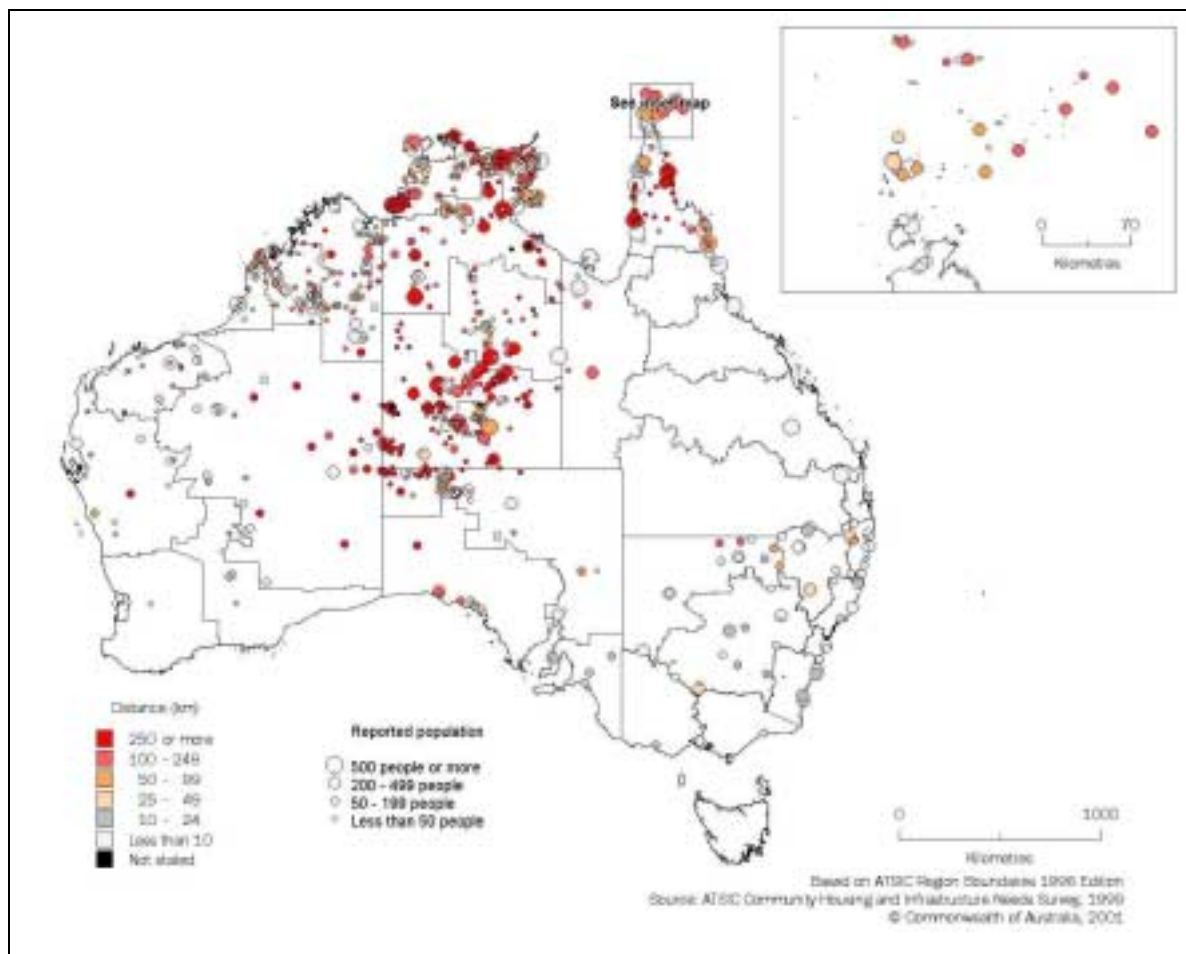 See inset map
0 70
Kilometres
Distance (km)
250 or more
100 - 249
50 - 99
25 - 49
10 - 24
Less than 10
Not stated
Reported population
500 people or more
200 - 499 people
50 - 199 people
Less than 50 people
0 1000
Kilometres
Based on ATSIC Region Boundaries 1996 Edition
Source: ATSIC Community Housing and Infrastructure Needs Survey, 1999
© Commonwealth of Australia, 2001